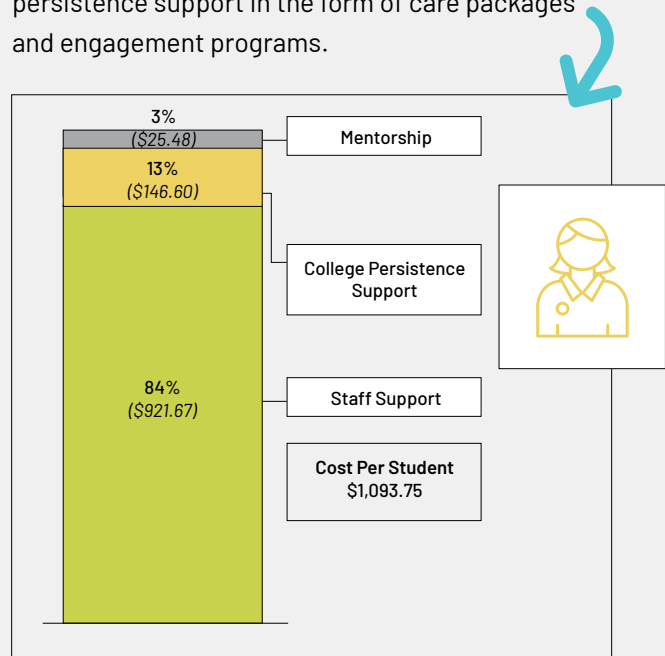 persistence support in the form of care packages
and engagement programs.
3%
($25.48)
Mentorship
13%
($146.60)
College Persistence
Support
84%
($921.67)
Staff Support
Cost Per Student
$1,093.75